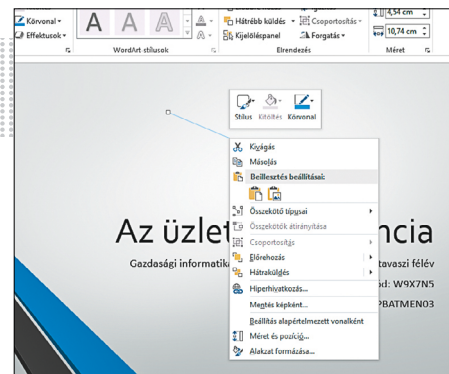 Körvonal
Effektusok
A A A
WordArt stílusok
Hátrébb küldés
Kijelöléspanel
Csoportosítás
Forgatás
Elrendezés
4,54 cm
10,74 cm
Méret
Stílus Kitöltés Körvonal
Kivágás
Másolás
Beillesztés beállításai:
Összekötő típusai
Összekötők átirányítása
Csoportosítás
Előrehozás
Hátraküldés
Hiperhivatkozás...
Mentés képként...
Beállítás alapértelmezett vonalként
Méret és pozíció...
Alakzat formázása...
Az üzlet ncia
Gazdasági informatik tavaszi félév
ód: W9X7N5
PBATMEN03